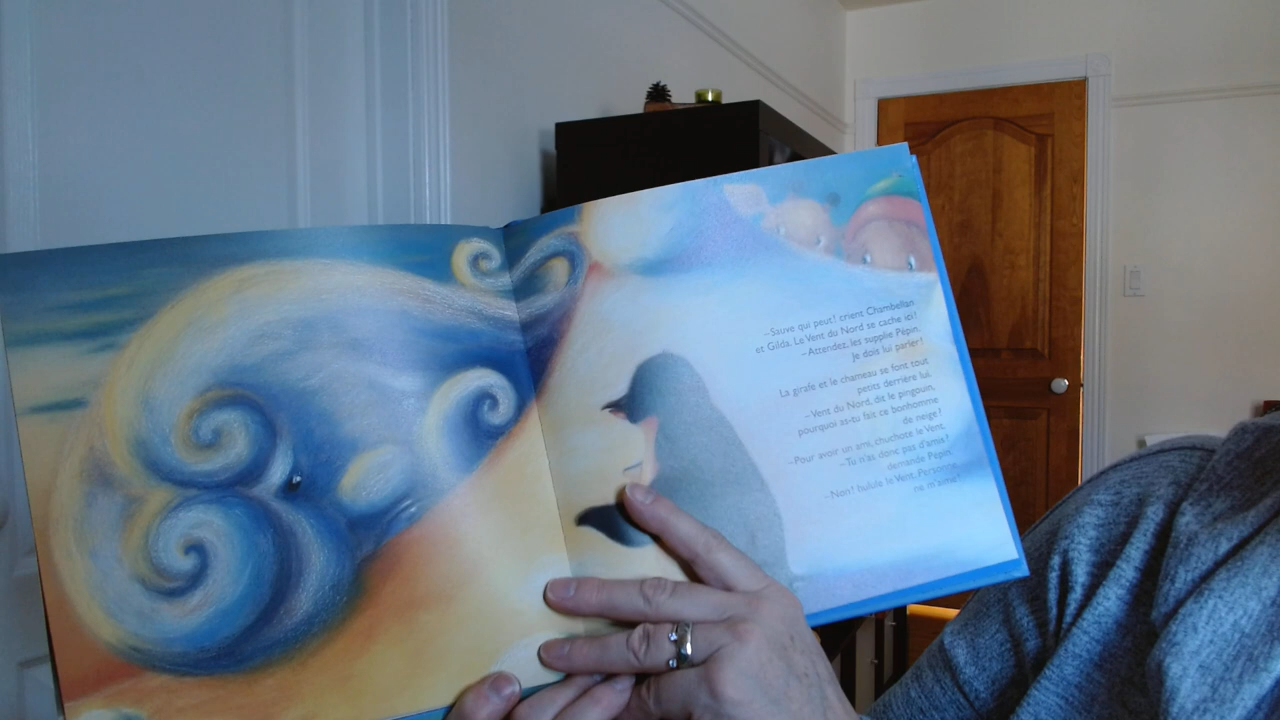 –Sauve qui peut! crient Chambellan
et Gilda. Le Vent du Nord se cache ici!
–Attendez, les supplie Pépin.
Je dois lui parler!
La girafe et le chameau se font tout
petits derrière lui.
–Vent du Nord, dit le pingouin,
pourquoi as-tu fait ce bonhomme
de neige?
–Pour avoir un ami, chuchote le Vent.
–Tu n'as donc pas d'amis?
demande Pépin.
–Non! hulule le Vent. Personne
ne m'aime!